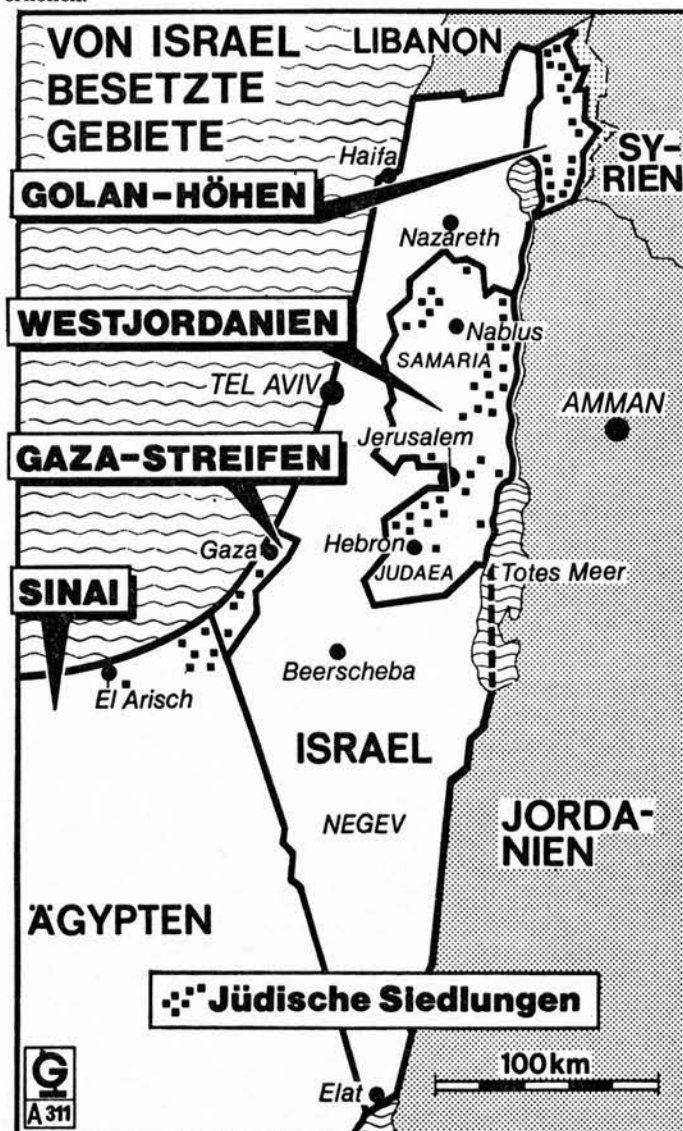 VON ISRAEL
BESETZTE
GEBIETE
LIBANON
SY-
RIEN
Haifa
GOLAN-HÖHEN
Nazareth
WESTJORDANIEN
Nablus
SAMARIA
TEL AVIV
AMMAN
Jerusalem
GAZA-STREIFEN
Gaza
Hebron
JUDAEA
Totes Meer
SINAI
Beerscheba
El Arisch
ISRAEL
NEGEV
JORDA-
NIEN
ÄGYPTEN
Jüdische Siedlungen
100 km
Elat
G
A 311